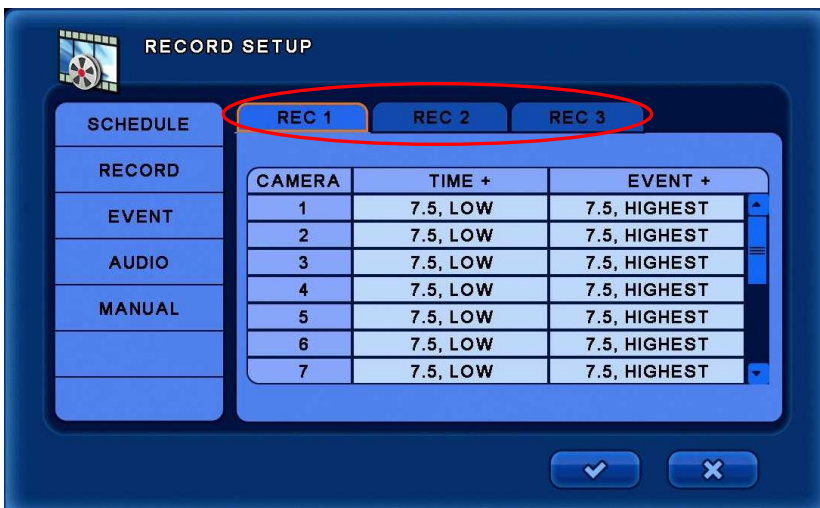 RECORD SETUP
SCHEDULE
RECORD
EVENT
AUDIO
MANUAL
REC 1 REC 2 REC 3
CAMERA TIME + EVENT +
1 7.5, LOW 7.5, HIGHEST
2 7.5, LOW 7.5, HIGHEST
3 7.5, LOW 7.5, HIGHEST
4 7.5, LOW 7.5, HIGHEST
5 7.5, LOW 7.5, HIGHEST
6 7.5, LOW 7.5, HIGHEST
7 7.5, LOW 7.5, HIGHEST